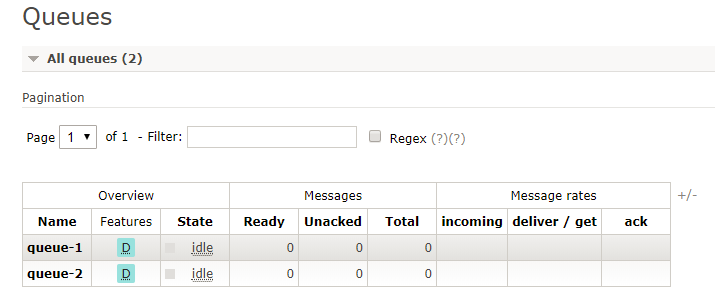 Queues
All queues (2)
Pagination
Page 1 of 1 - Filter: Regex (?)(?)
Overview Messages Message rates +/-
Name Features State Ready Unacked Total incoming deliver / get ack
queue-1 D idle 0 0 0
queue-2 D idle 0 0 0